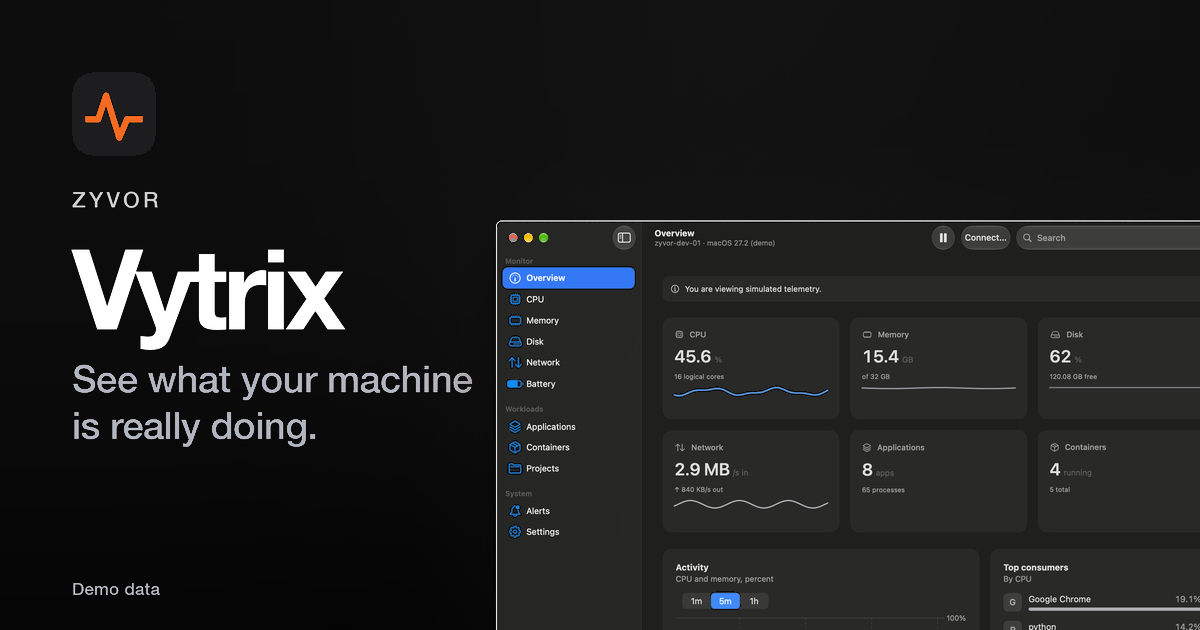 ZYVOR
Vytrix
See what your machine
is really doing.
Demo data
Overview
zyvor-dev-01 · macOS 27.2 (demo)
Connect...
Search
Monitor
Overview
CPU
Memory
Disk
Network
Battery
Workloads
Applications
Containers
Projects
System
Alerts
Settings
You are viewing simulated telemetry.
CPU
45.6 %
16 logical cores
Memory
15.4 GB
of 32 GB
Disk
62 %
120.08 GB free
Network
2.9 MB /s in
↑ 840 KB/s out
Applications
8 apps
65 processes
Containers
4 running
5 total
Activity
CPU and memory, percent
1m 5m 1h
100%
Top consumers
By CPU
G Google Chrome 19.1%
python 14.2%